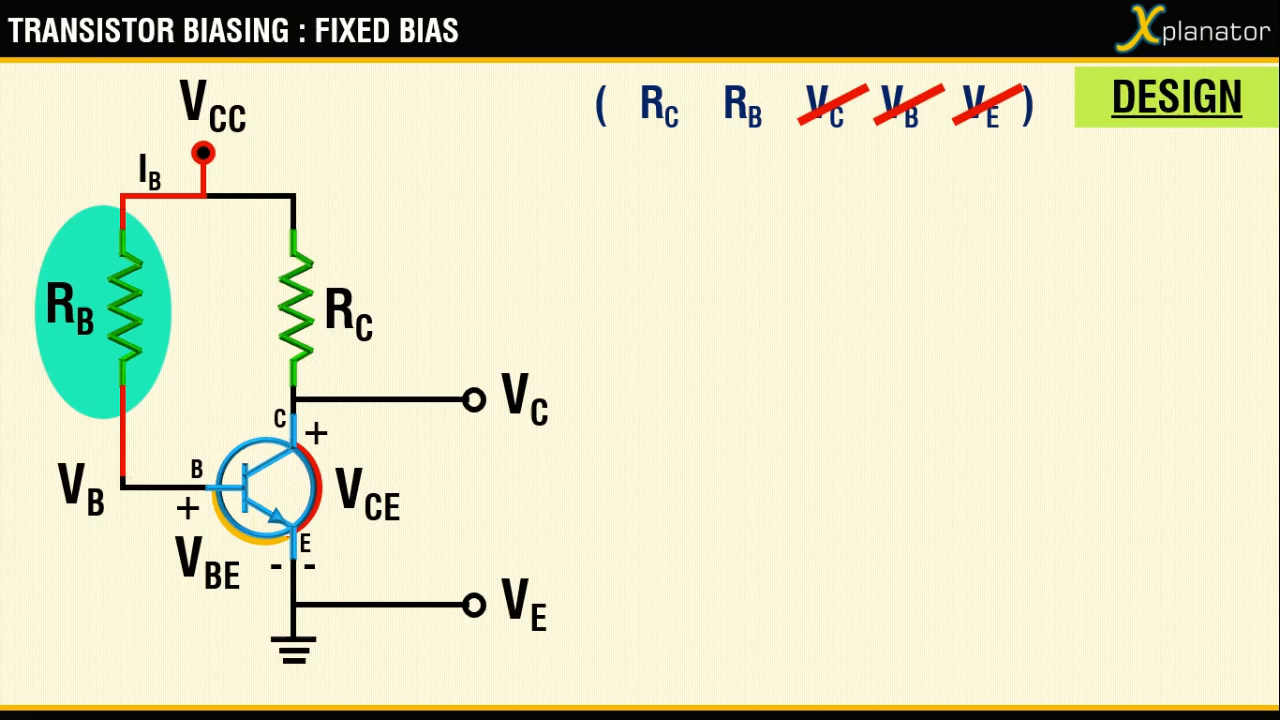 TRANSISTOR BIASING : FIXED BIAS
Xplanator
( RC RB VC VB VE )
DESIGN
VCC
IB
RB
RC
VC
C
+
B
VB
+
VCE
E
VBE
- -
VE